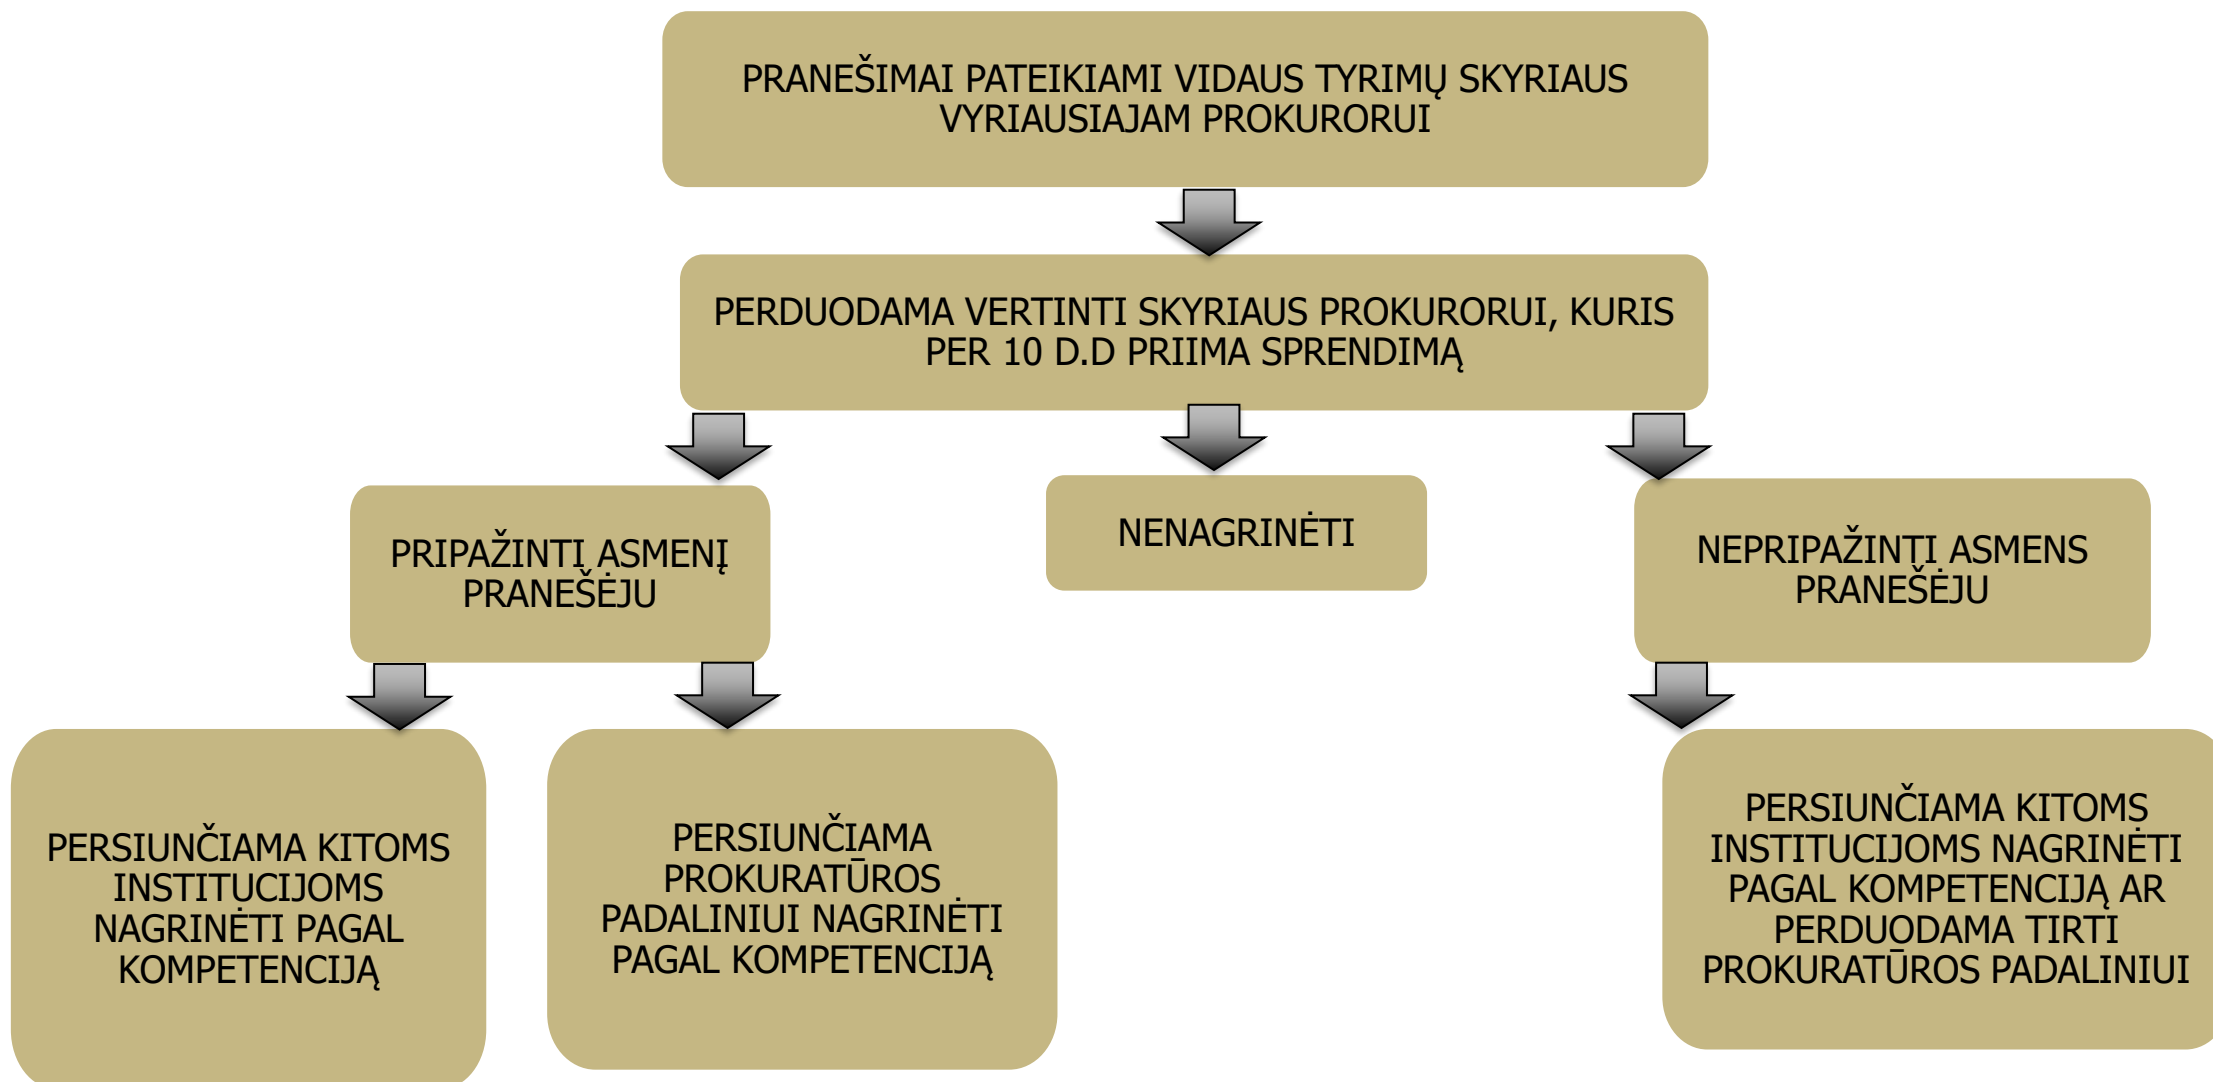 PRANEŠIMAI PATEIKIAMI VIDAUS TYRIMŲ SKYRIAUS
VYRIAUSIAJAM PROKURORUI
PERDUODAMA VERTINTI SKYRIAUS PROKURORUI, KURIS
PER 10 D.D PRIIMA SPRENDIMĄ
PRIPAŽINTI ASMENĮ
PRANEŠĖJU
NENAGRINĖTI
NEPRIPAŽINTI ASMENS
PRANEŠĖJU
PERSIUNČIAMA KITOMS
INSTITUCIJOMS
NAGRINĖTI PAGAL
KOMPETENCIJĄ
PERSIUNČIAMA
PROKURATŪROS
PADALINIUI NAGRINĖTI
PAGAL KOMPETENCIJĄ
PERSIUNČIAMA KITOMS
INSTITUCIJOMS NAGRINĖTI
PAGAL KOMPETENCIJĄ AR
PERDUODAMA TIRTI
PROKURATŪROS PADALINIUI